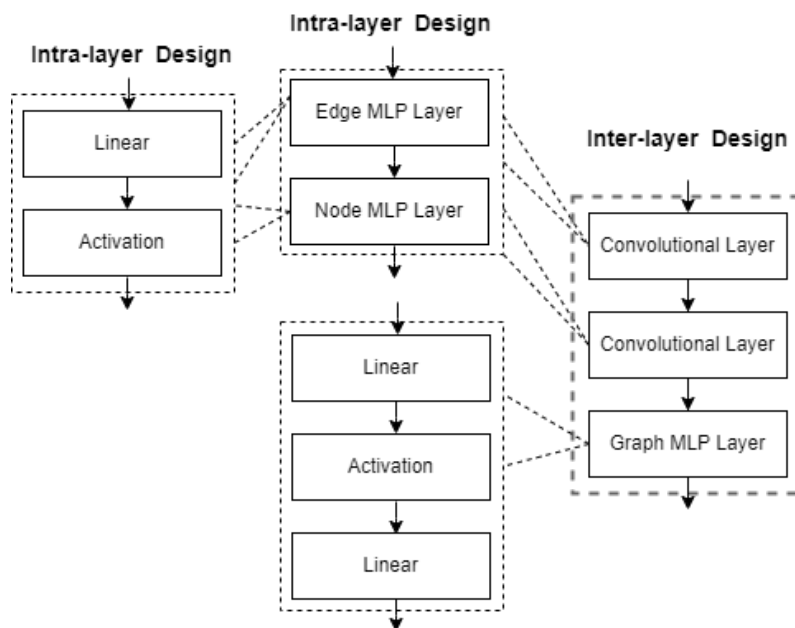 Intra-layer Design
Linear
Activation
Intra-layer Design
Edge MLP Layer
Node MLP Layer
Linear
Activation
Linear
Inter-layer Design
Convolutional Layer
Convolutional Layer
Graph MLP Layer